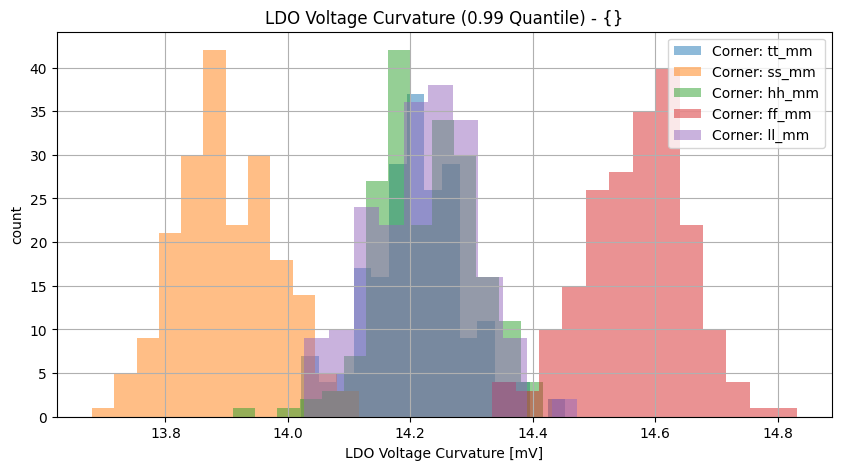 LDO Voltage Curvature (0.99 Quantile) - {}
Corner: tt_mm
Corner: ss_mm
Corner: hh_mm
Corner: ff_mm
Corner: ll_mm
count
40
35
30
25
20
15
10
5
0
13.8 14.0 14.2 14.4 14.6 14.8
LDO Voltage Curvature [mV]